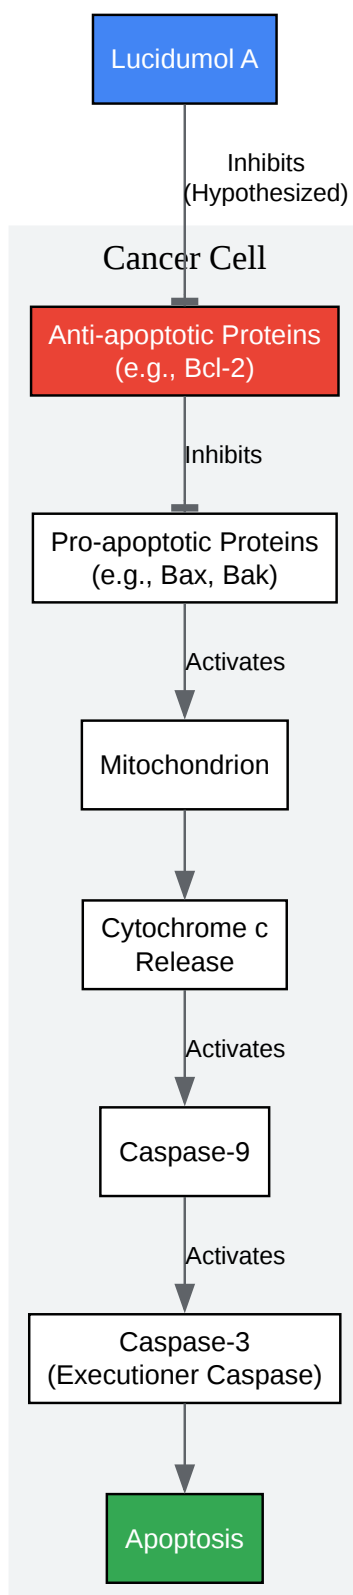 Lucidumol A
Inhibits
(Hypothesized)
Cancer Cell
Anti-apoptotic Proteins
(e.g., Bcl-2)
Inhibits
Pro-apoptotic Proteins
(e.g., Bax, Bak)
Activates
Mitochondrion
Cytochrome c
Release
Activates
Caspase-9
Activates
Caspase-3
(Executioner Caspase)
Apoptosis